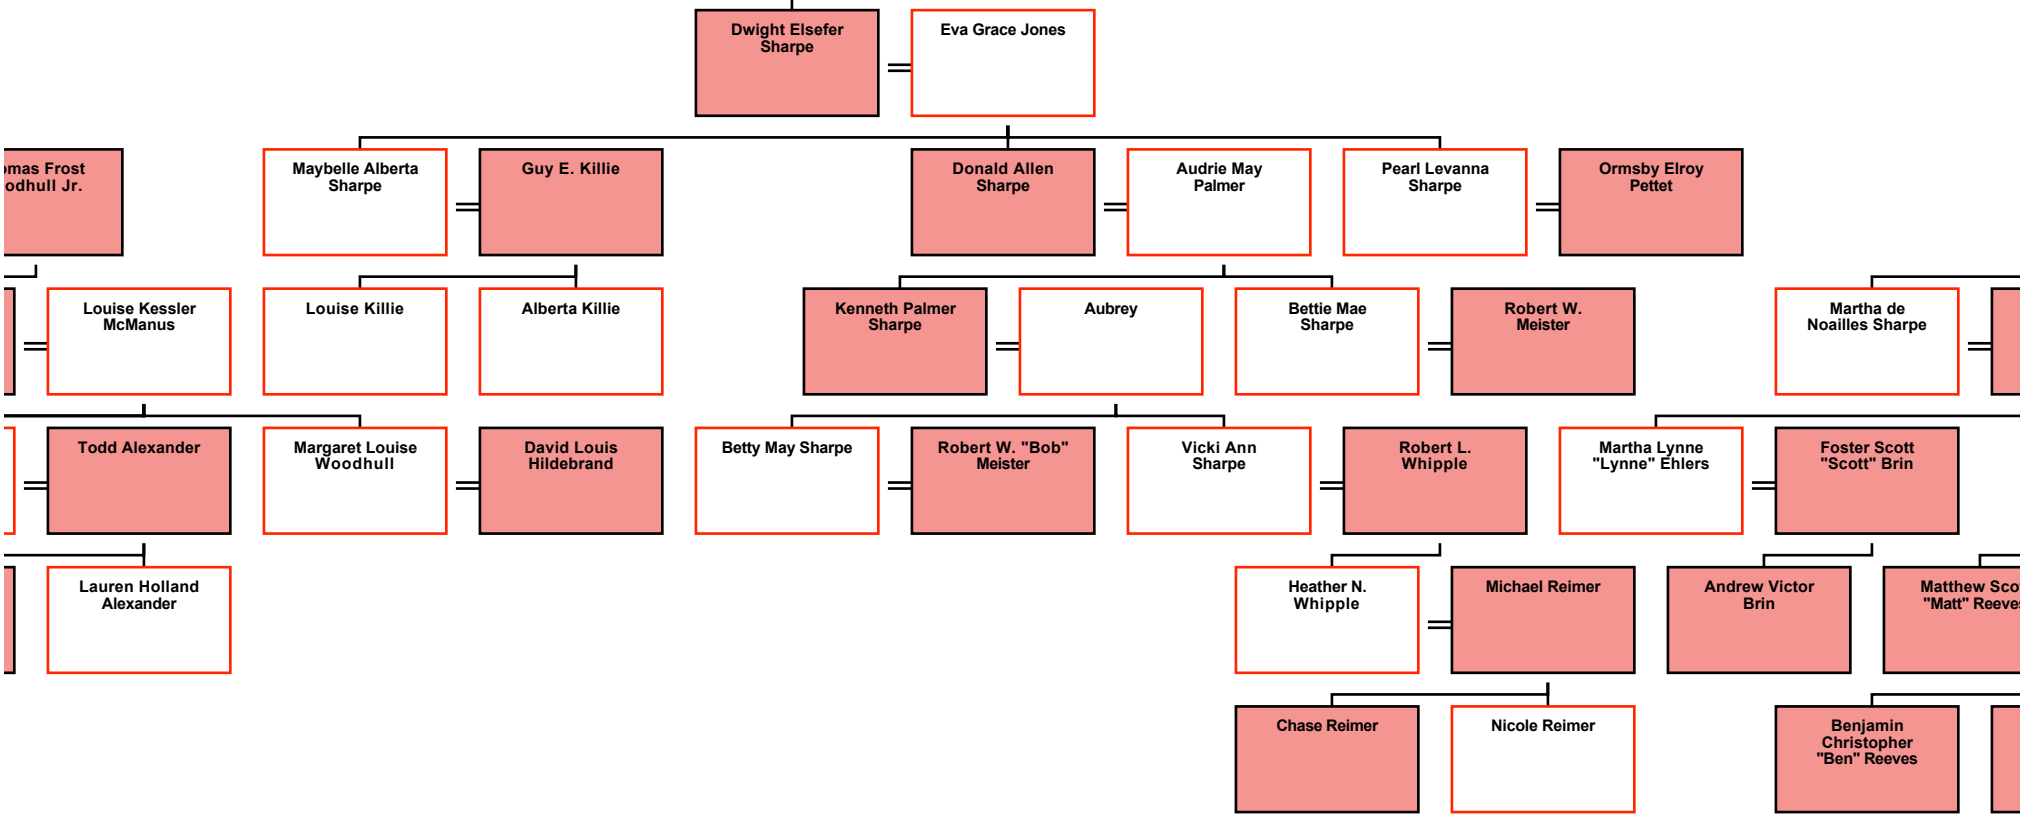 Dwight Elsefer
Sharpe
Eva Grace Jones
omas Frost
odhull Jr.
Maybelle Alberta
Sharpe
Guy E. Killie
Donald Allen
Sharpe
Audrie May
Palmer
Pearl Levanna
Sharpe
Ormsby Elroy
Pettet
Louise Kessler
McManus
Louise Killie
Alberta Killie
Kenneth Palmer
Sharpe
Aubrey
Bettie Mae
Sharpe
Robert W.
Meister
Martha de
Noailles Sharpe
Todd Alexander
Margaret Louise
Woodhull
David Louis
Hildebrand
Betty May Sharpe
Robert W. "Bob"
Meister
Vicki Ann
Sharpe
Robert L.
Whipple
Martha Lynne
"Lynne" Ehlers
Foster Scott
"Scott" Brin
Lauren Holland
Alexander
Heather N.
Whipple
Michael Reimer
Andrew Victor
Brin
Matthew Sco
"Matt" Reeves
Chase Reimer
Nicole Reimer
Benjamin
Christopher
"Ben" Reeves